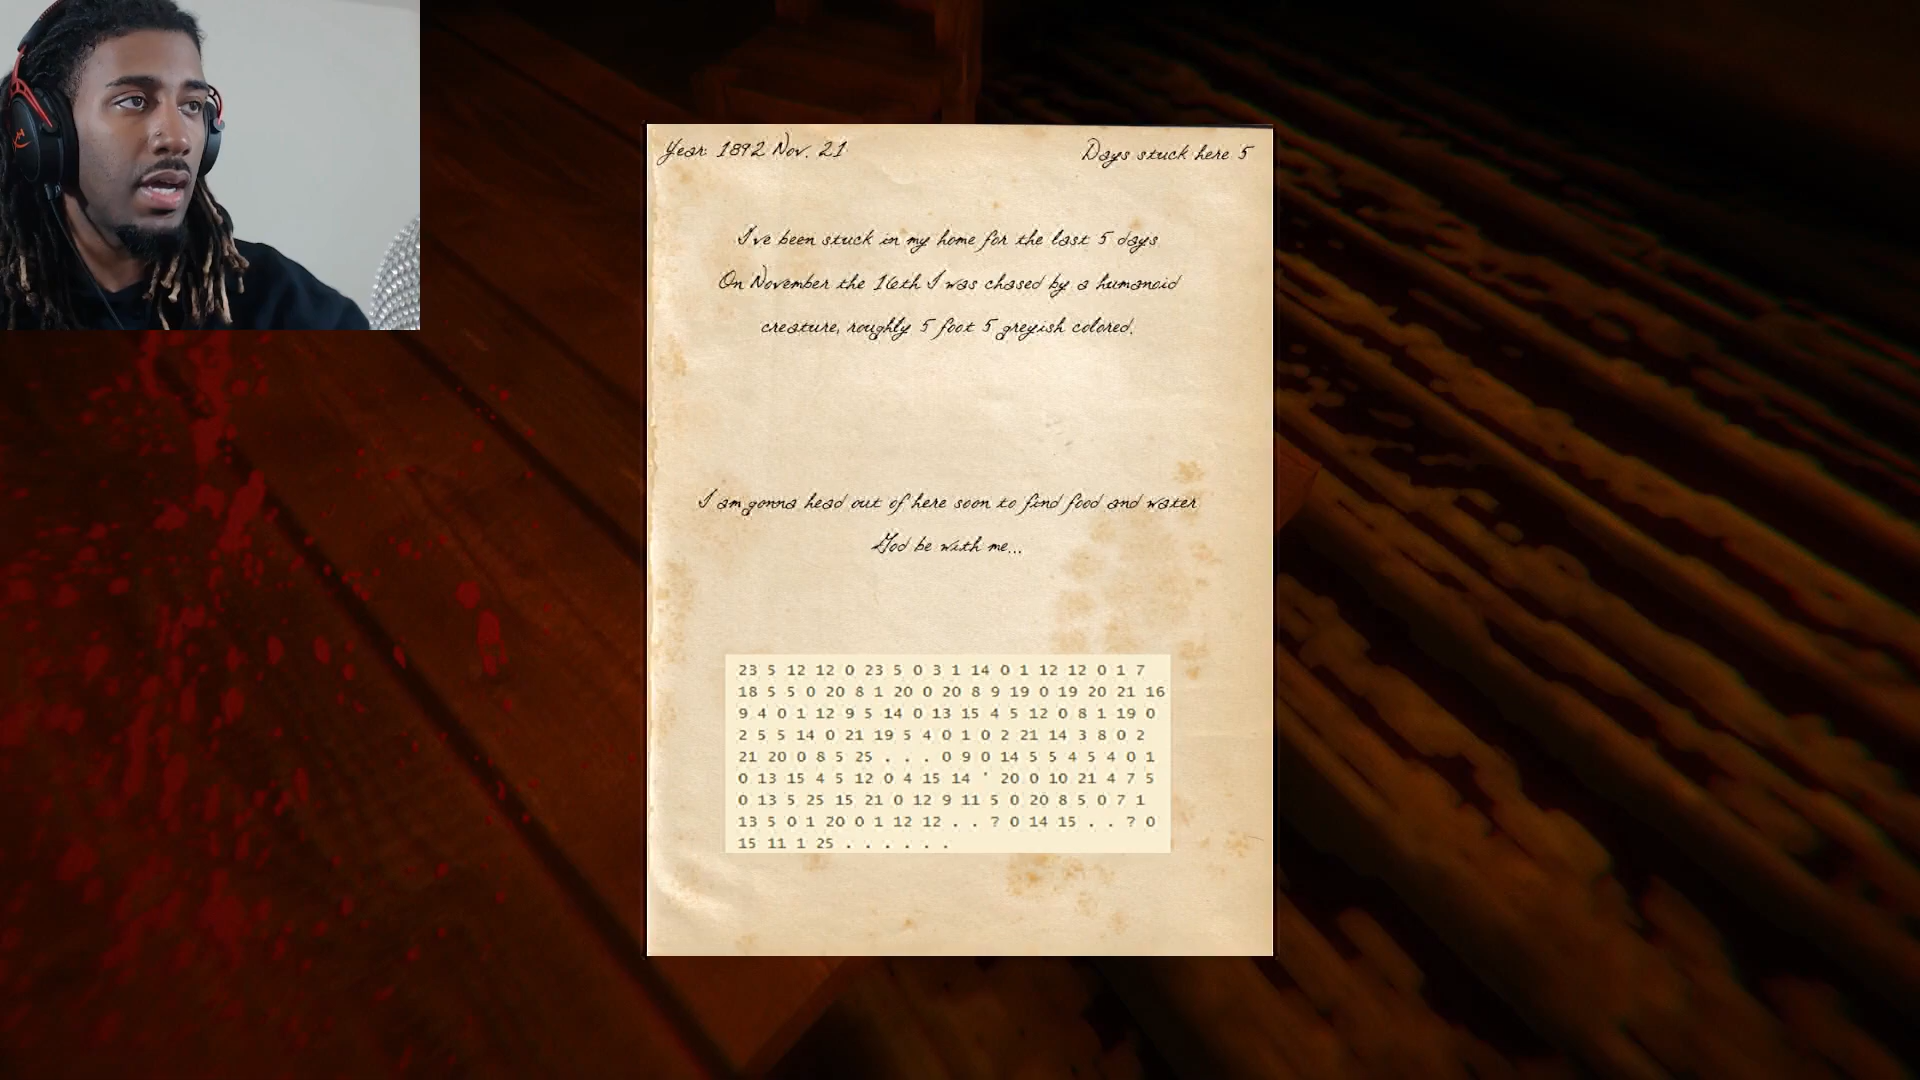 Year: 1892 Nov. 21
Days stuck here 5
I've been stuck in my home for the last 5 days.
On November the 16th I was chased by a humanoid
creature, roughly 5 foot 5 greyish colored.
I am gonna head out of here soon to find food and water
God be with me...
23 5 12 12 0 23 5 0 3 1 14 0 1 12 12 0 1 7
18 5 5 0 20 8 1 20 0 20 8 9 19 0 19 20 21 16
9 4 0 1 12 9 5 14 0 13 15 4 5 12 0 8 1 19 0
2 5 5 14 0 21 19 5 4 0 1 0 2 21 14 3 8 0 2
21 20 0 8 5 25 . . . 0 9 0 14 5 5 4 5 4 0 1
0 13 15 4 5 12 0 4 15 14 ' 20 0 10 21 4 7 5
0 13 5 25 15 21 0 12 9 11 5 0 20 8 5 0 7 1
13 5 0 1 20 0 1 12 12 . . ? 0 14 15 . . ? 0
15 11 1 25 . . . . . .